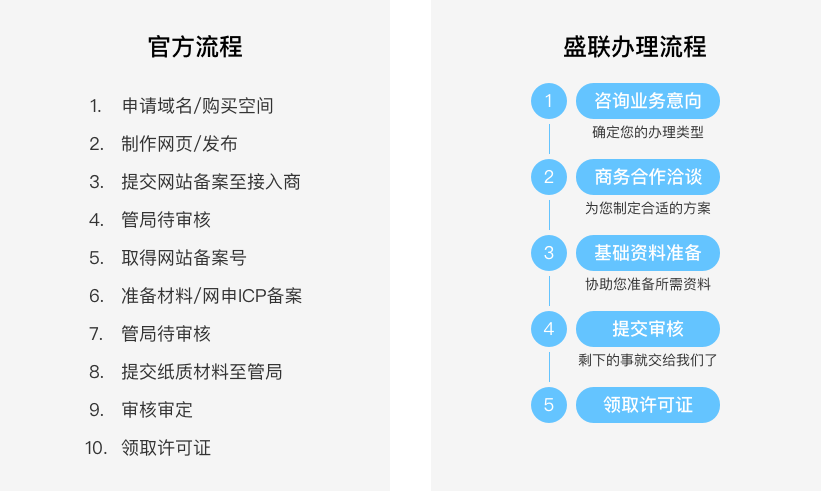 官方流程
1. 申请域名/购买空间
2. 制作网页/发布
3. 提交网站备案至接入商
4. 管局待审核
5. 取得网站备案号
6. 准备材料/网申ICP备案
7. 管局待审核
8. 提交纸质材料至管局
9. 审核审定
10. 领取许可证
盛联办理流程
1 咨询业务意向
确定您的办理类型
2 商务合作洽谈
为您制定合适的方案
3 基础资料准备
协助您准备所需资料
4 提交审核
剩下的事就交给我们了
5 领取许可证